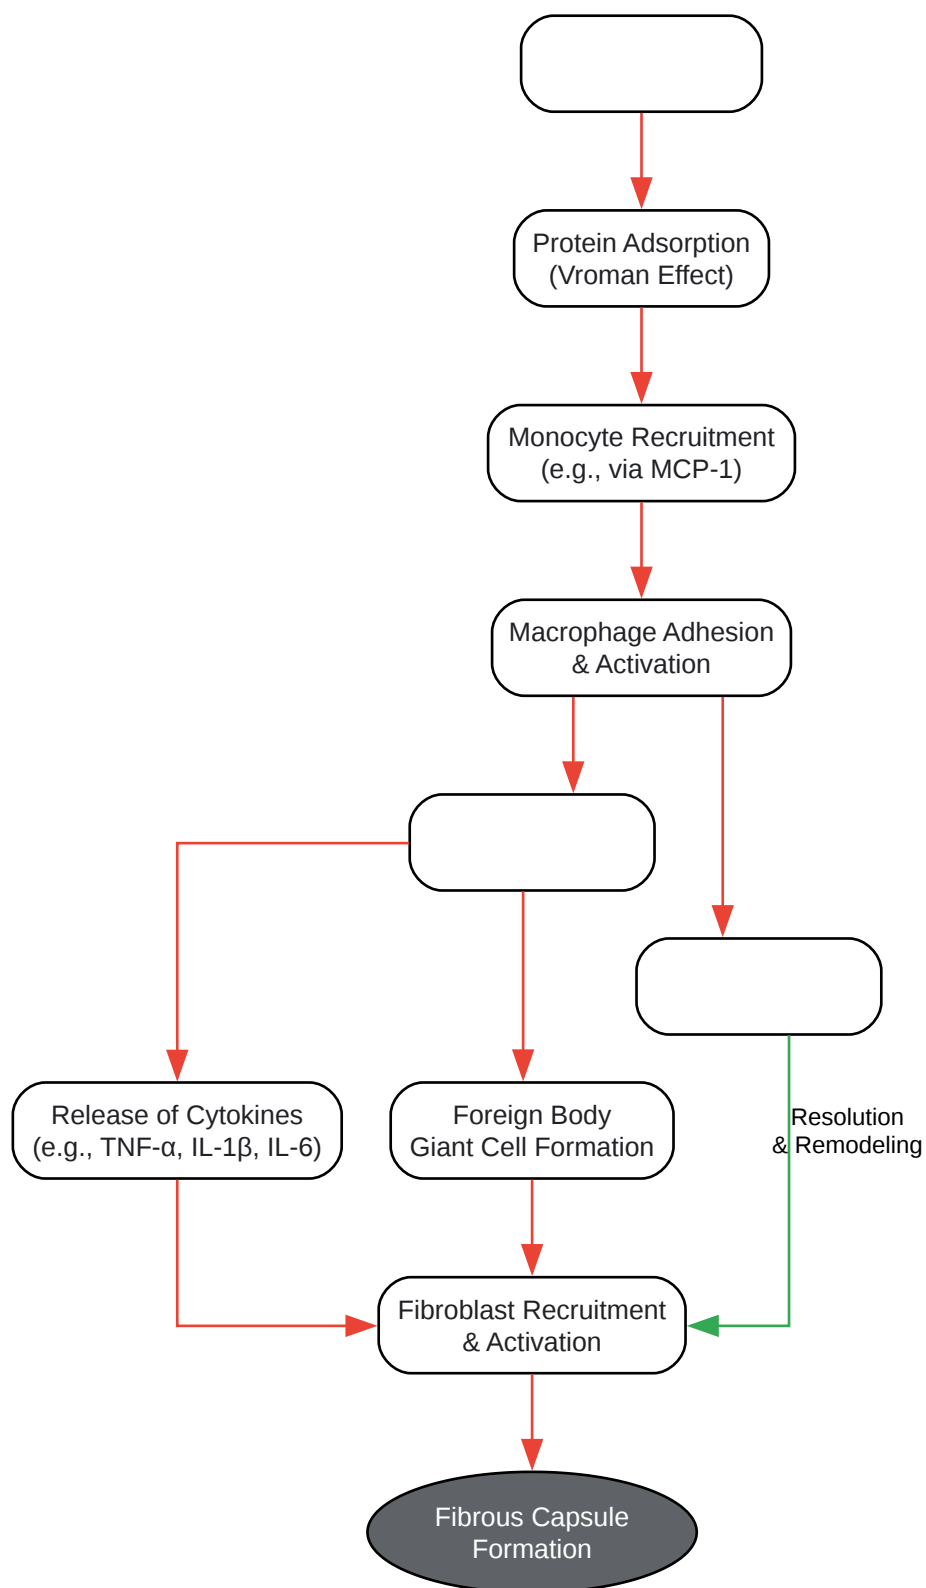 Protein Adsorption
(Vroman Effect)
Monocyte Recruitment
(e.g., via MCP-1)
Macrophage Adhesion
& Activation
Release of Cytokines
(e.g., TNF-α, IL-1β, IL-6)
Foreign Body
Giant Cell Formation
Resolution
& Remodeling
Fibroblast Recruitment
& Activation
Fibrous Capsule
Formation